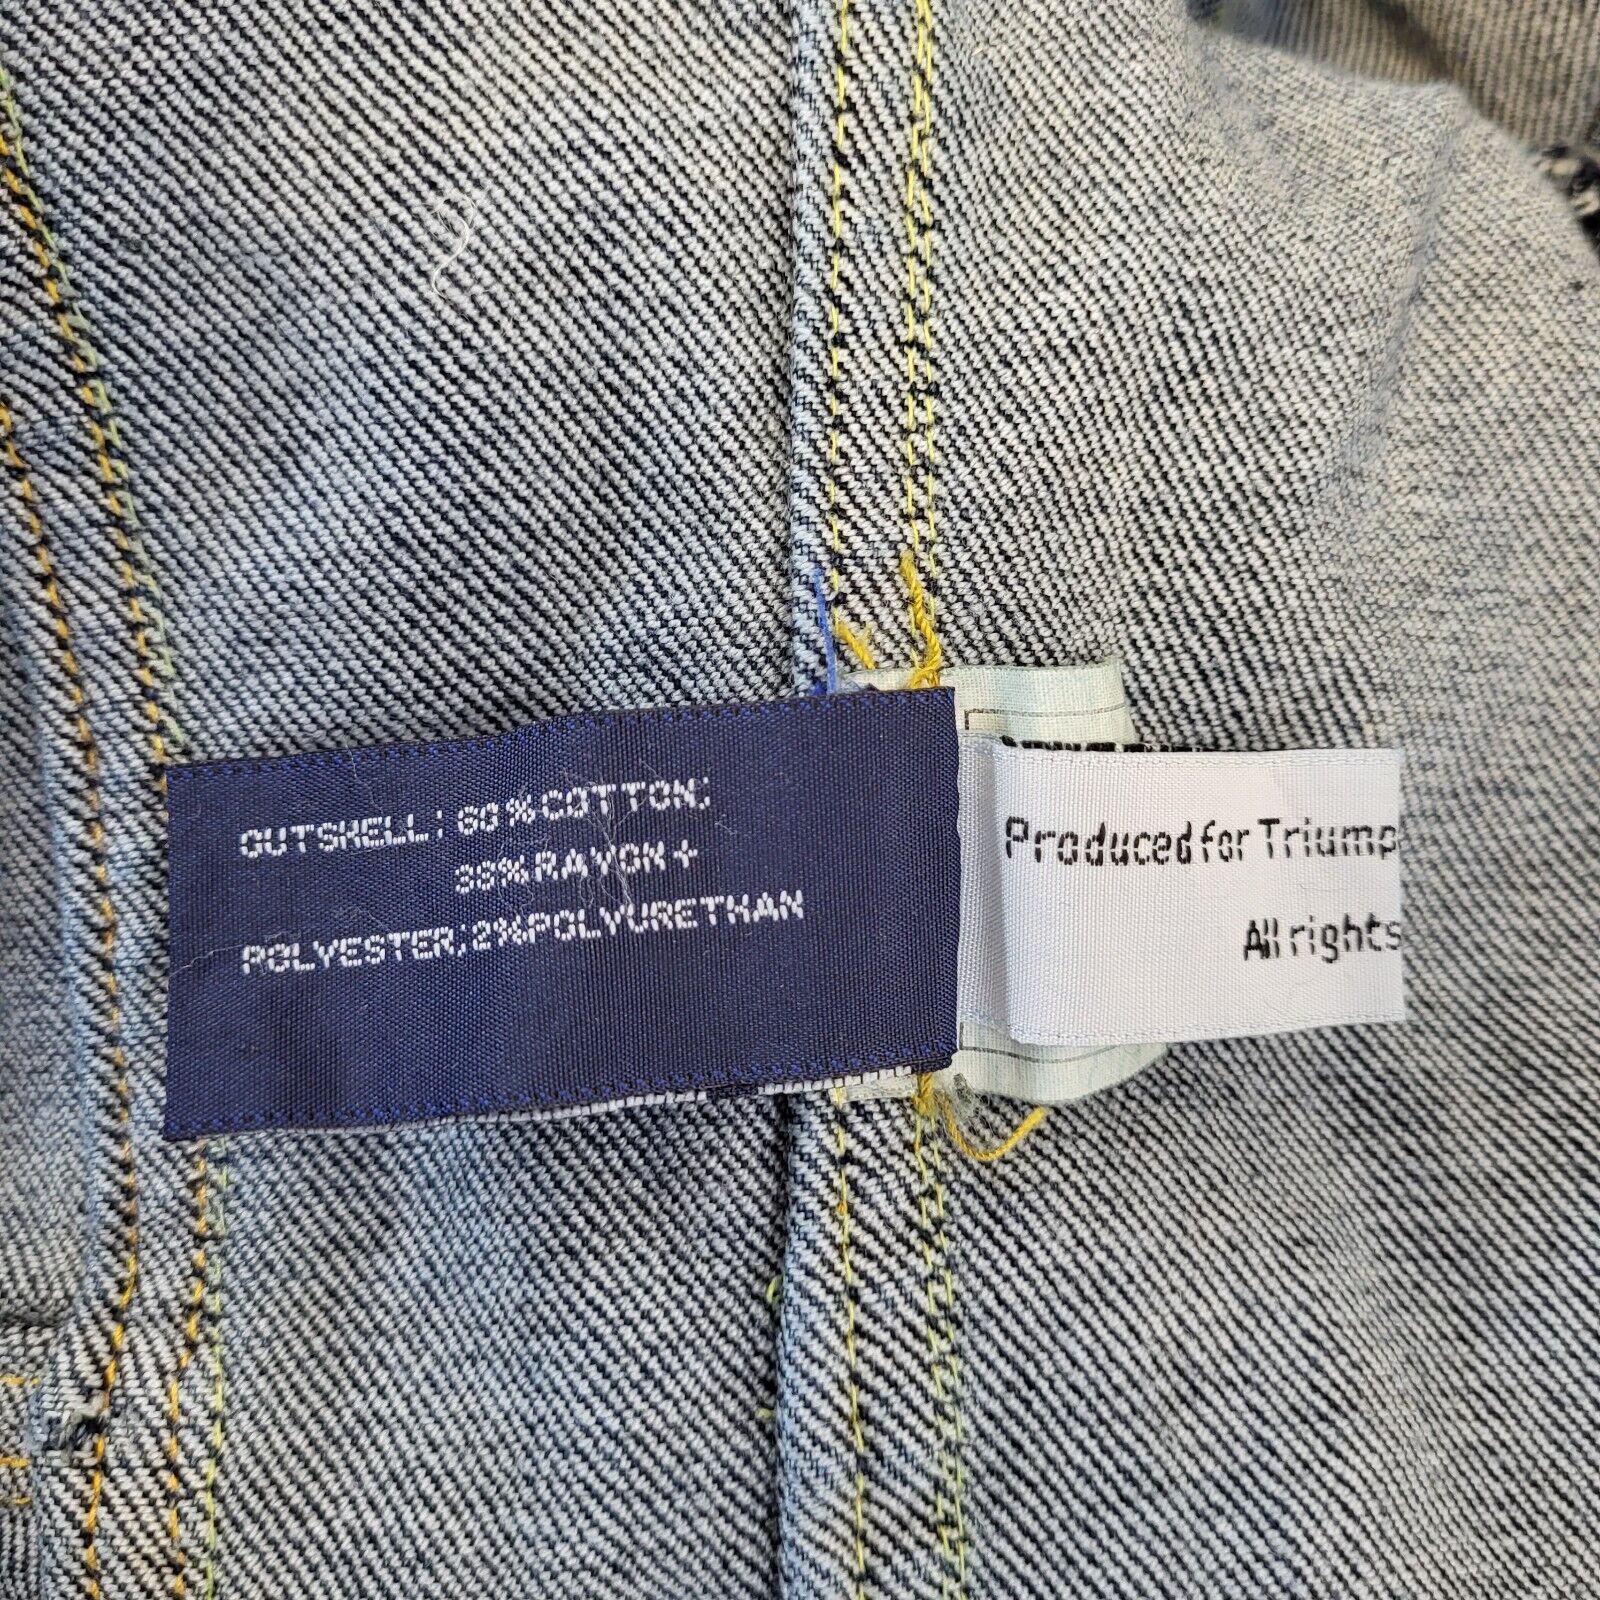 OUTSHELL: 60%COTTON:
38%RAYON+
POLYESTER:2%POLYURETHAN
Produced for Triump
All rights